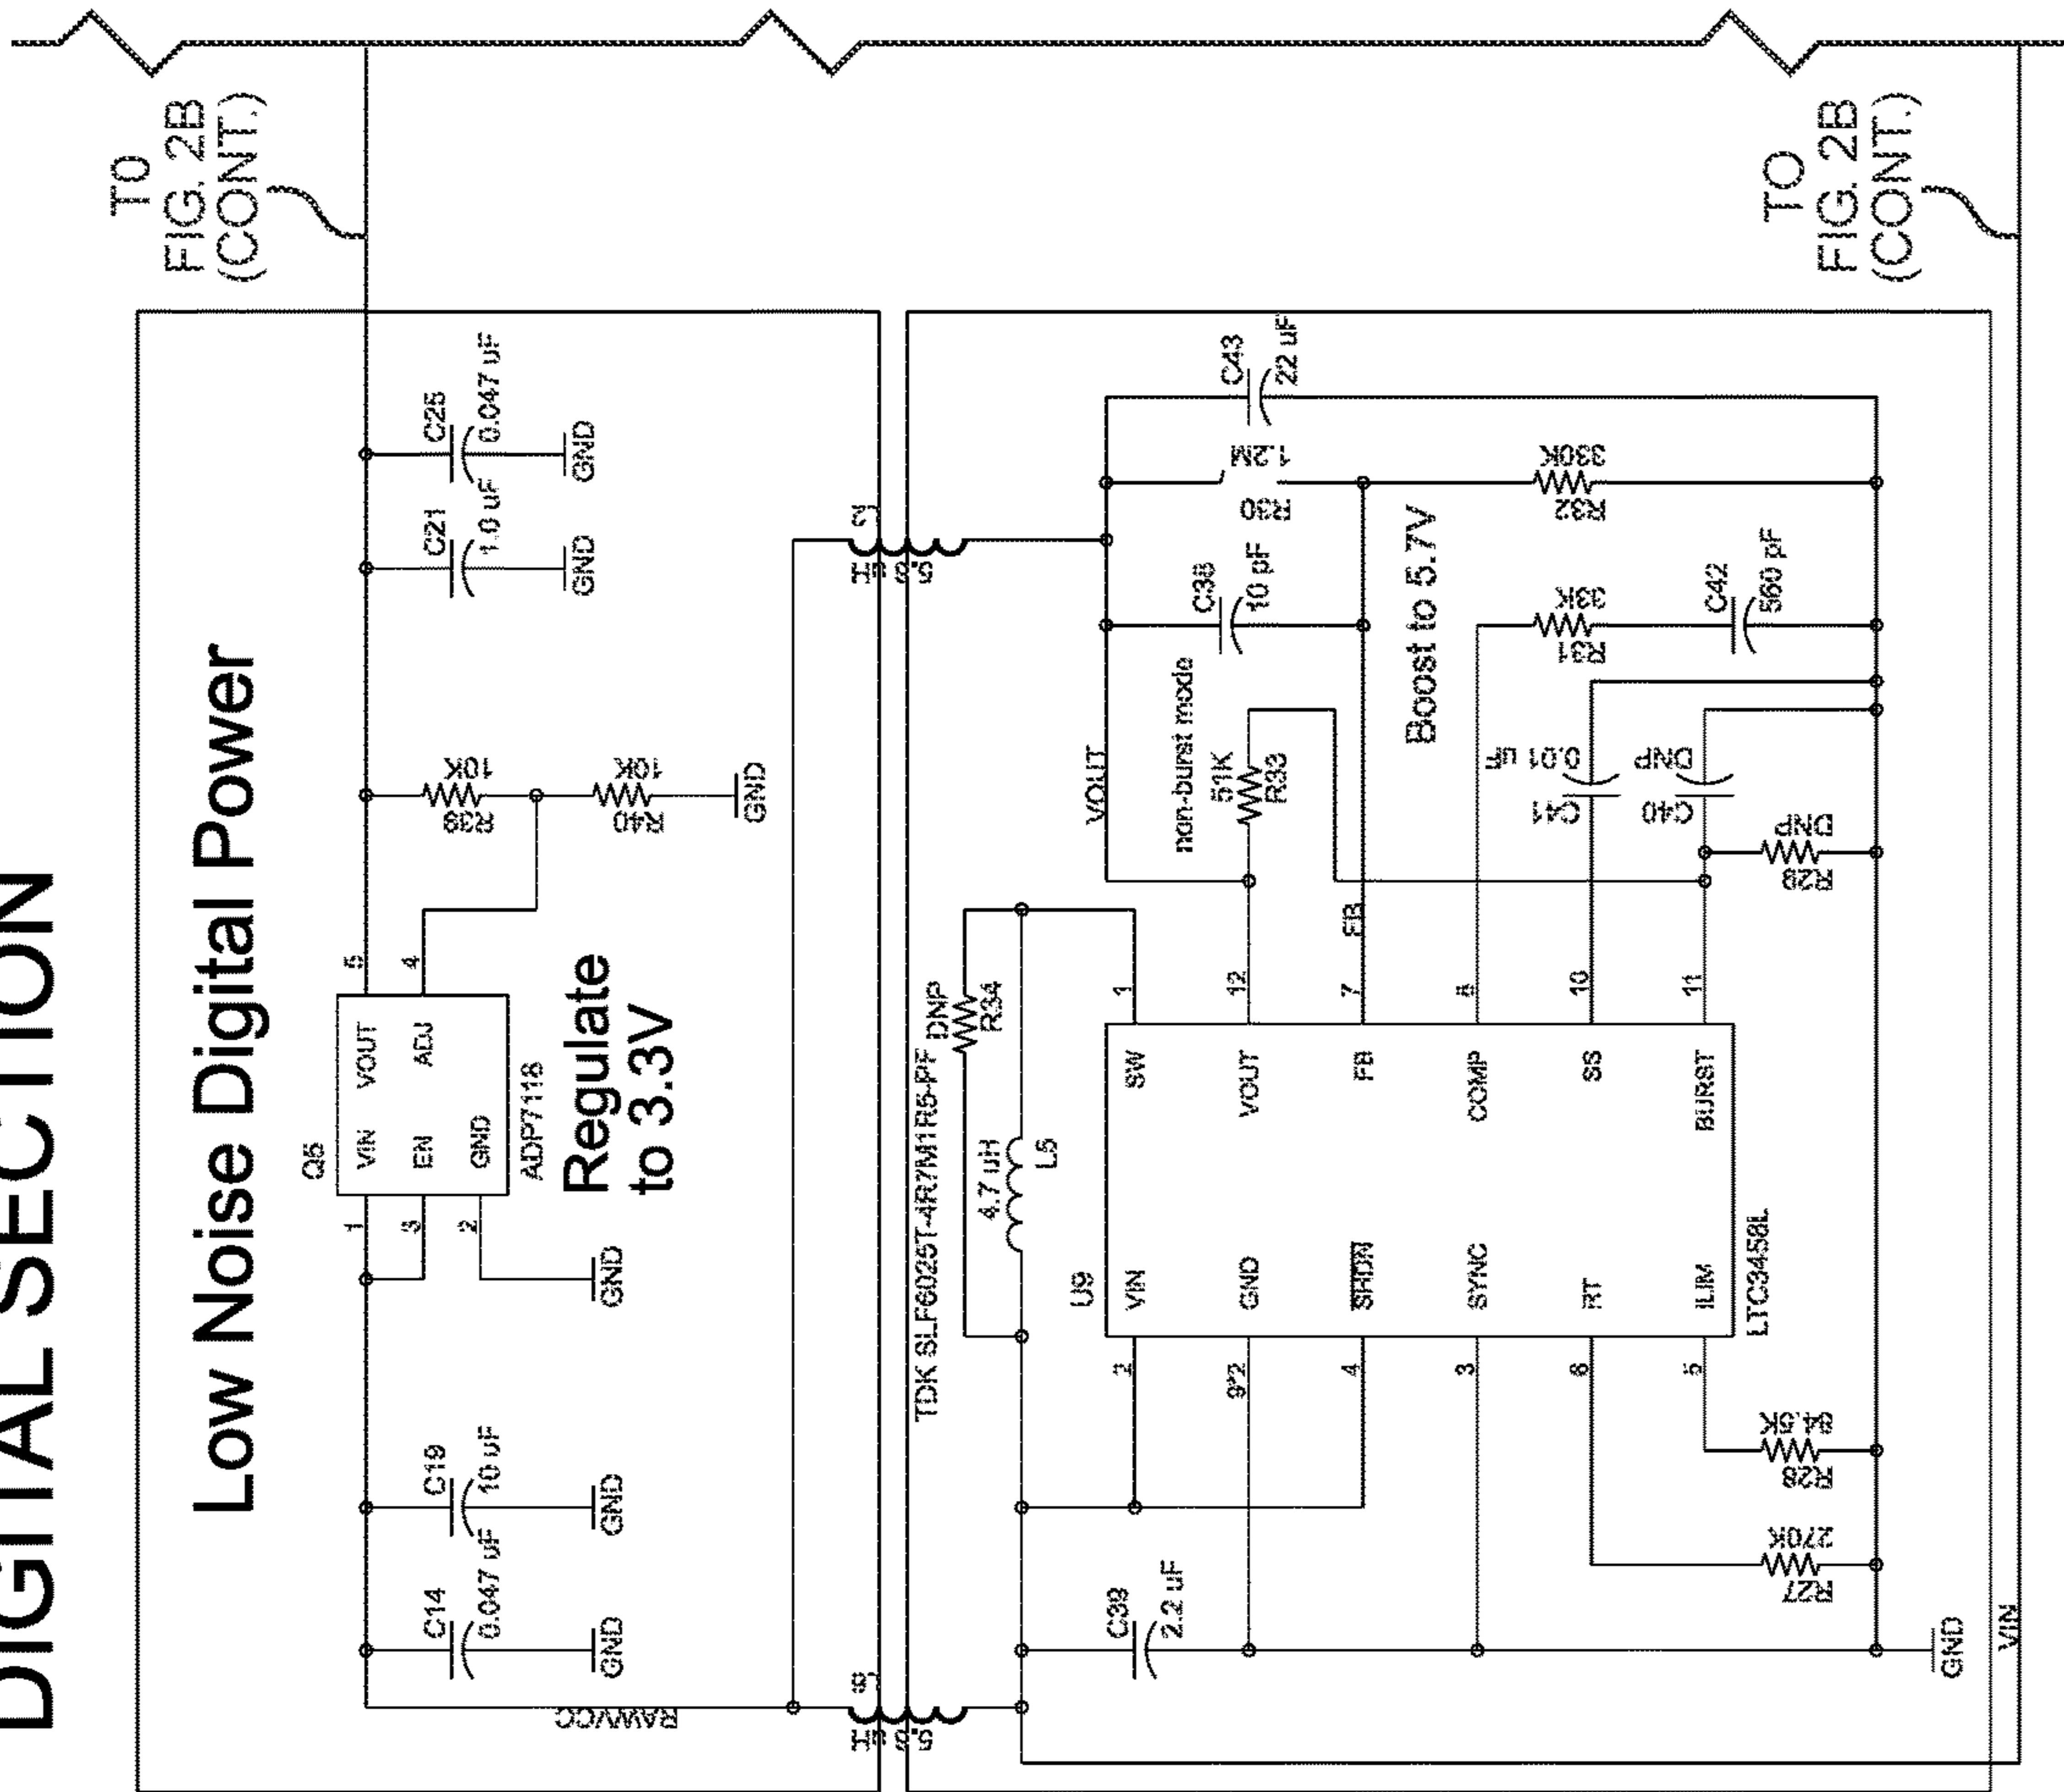 DIGITAL SECTION
Low Noise Digital Power
TO
FIG. 2B
(CONT.)
Q5
VIN
VOUT
EN
ADJ
GND
1
3
2
5
4
ADP7118
Regulate
to 3.3V
C14
0.047 uF
GND
C19
10 uF
GND
GND
R39
10K
R40
10K
GND
C21
1.0 uF
GND
C25
0.047 uF
GND
RAWVCC
TDK SLF6025T-4R7M1R5-PF
DNP
R34
4.7 uH
L5
U9
VIN
GND
SHDN
SYNC
RT
ILIM
SW
VOUT
FB
COMP
SS
BURST
LTC3458L
2
9*2
4
3
6
5
1
12
7
8
10
11
C39
2.2 uF
R27
270K
R28
84.5K
GND
VIN
VOUT
non-burst mode
51K
R33
FB
C38
10 pF
R30
1.2M
C43
22 uF
Boost to 5.7V
R32
330K
R31
33K
C42
560 pF
C41
0.01 uF
C40
DNP
R29
DNP
TO
FIG. 2B
(CONT.)